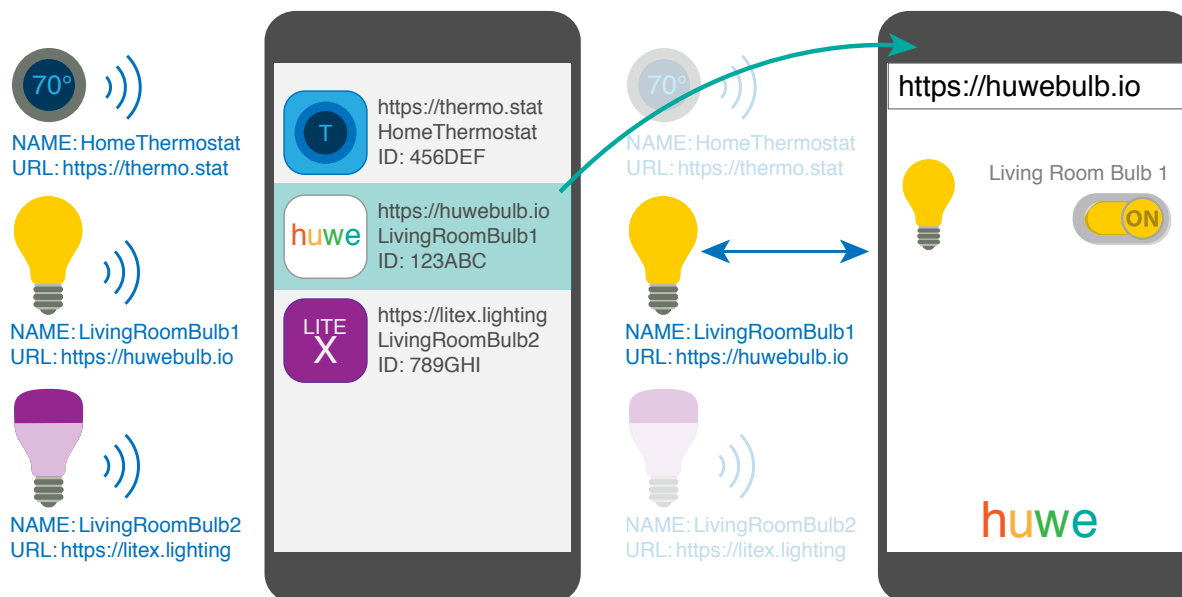 70°
NAME: HomeThermostat
URL: https://thermo.stat
NAME: LivingRoomBulb1
URL: https://huwebulb.io
NAME: LivingRoomBulb2
URL: https://litex.lighting
T
https://thermo.stat
HomeThermostat
ID: 456DEF
huwe
https://huwebulb.io
LivingRoomBulb1
ID: 123ABC
LITE
X
https://litex.lighting
LivingRoomBulb2
ID: 789GHI
70°
NAME: HomeThermostat
URL: https://thermo.stat
NAME: LivingRoomBulb1
URL: https://huwebulb.io
NAME: LivingRoomBulb2
URL: https://litex.lighting
https://huwebulb.io
Living Room Bulb 1
ON
huwe